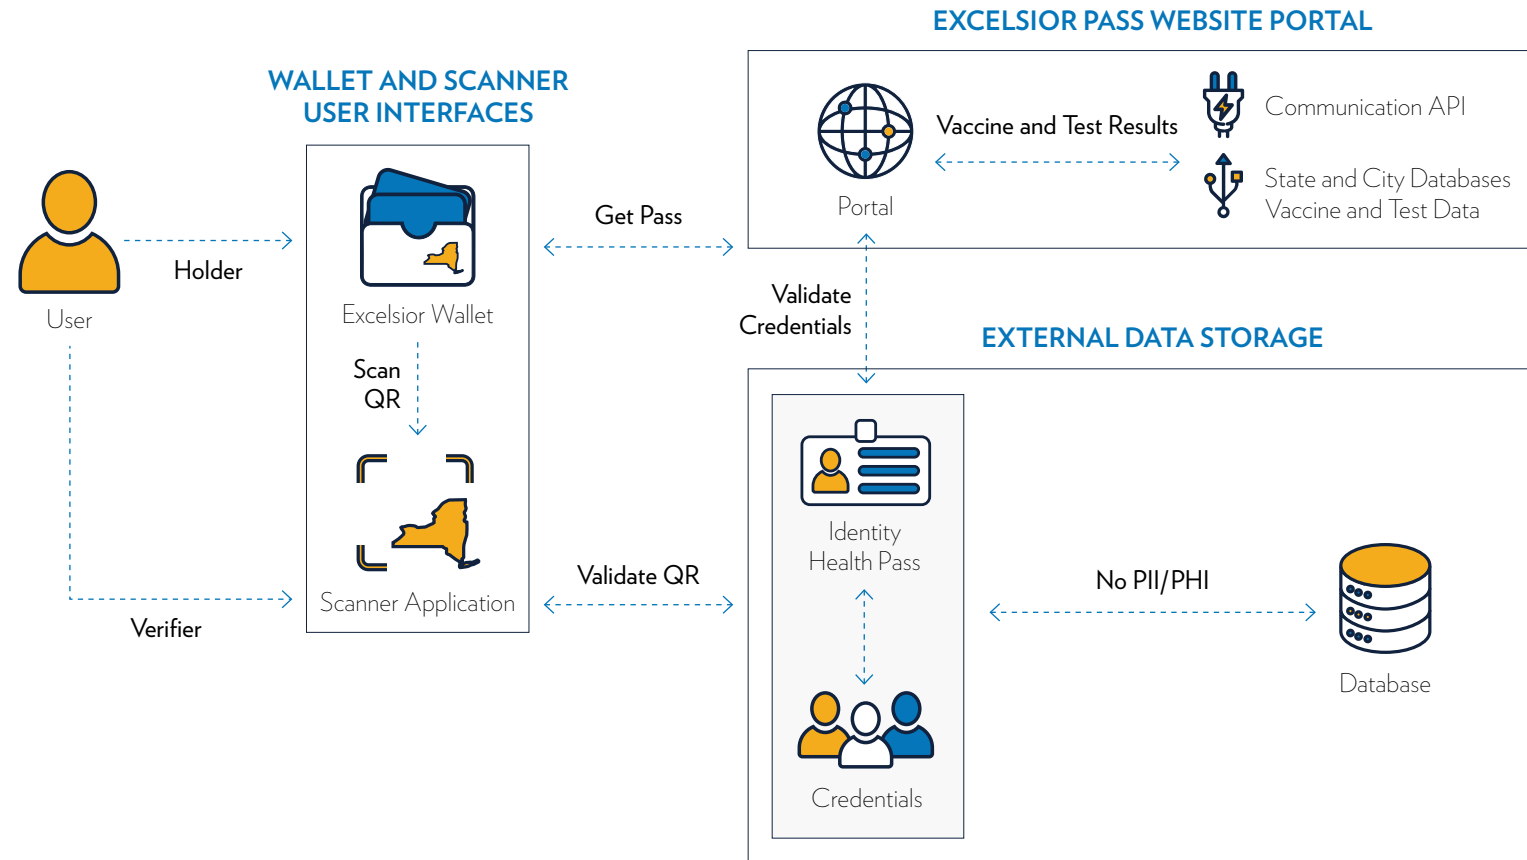 EXCELSIOR PASS WEBSITE PORTAL
WALLET AND SCANNER
USER INTERFACES
Vaccine and Test Results
Communication API
State and City Databases
Vaccine and Test Data
Portal
Get Pass
Holder
User
Excelsior Wallet
Validate
Credentials
EXTERNAL DATA STORAGE
Scan
QR
Identity
Health Pass
Validate QR
No PII/PHI
Scanner Application
Verifier
Database
Credentials